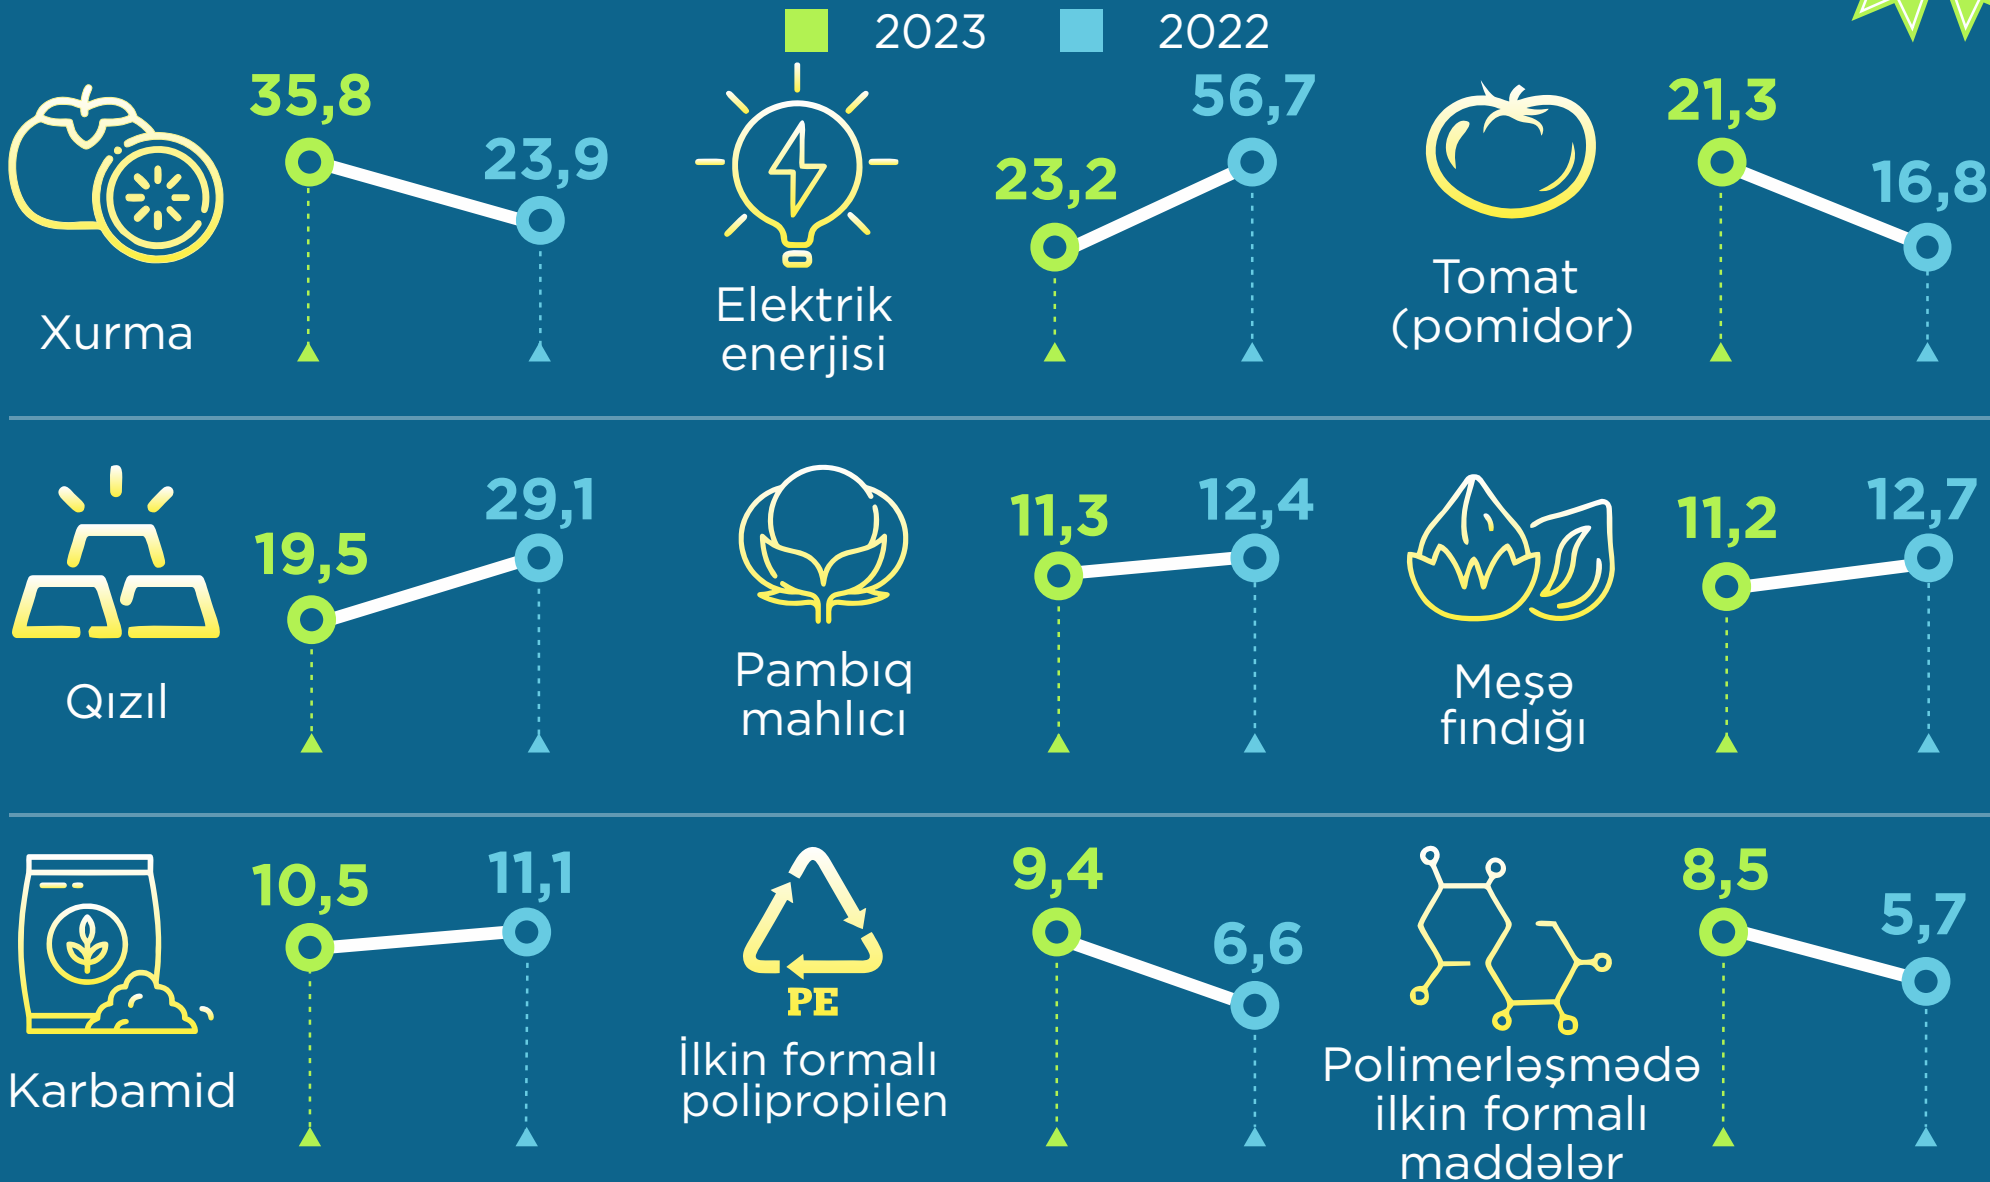 2023
2022
35,8
23,9
Xurma
23,2
56,7
Elektrik
enerjisi
21,3
16,8
Tomat
(pomidor)
19,5
29,1
Qızıl
11,3
12,4
Pambıq
mahlıcı
11,2
12,7
Meşə
fındığı
10,5
11,1
Karbamid
9,4
6,6
PE
İlkin formalı
polipropilen
8,5
5,7
Polimerləşmədə
ilkin formalı
maddələr